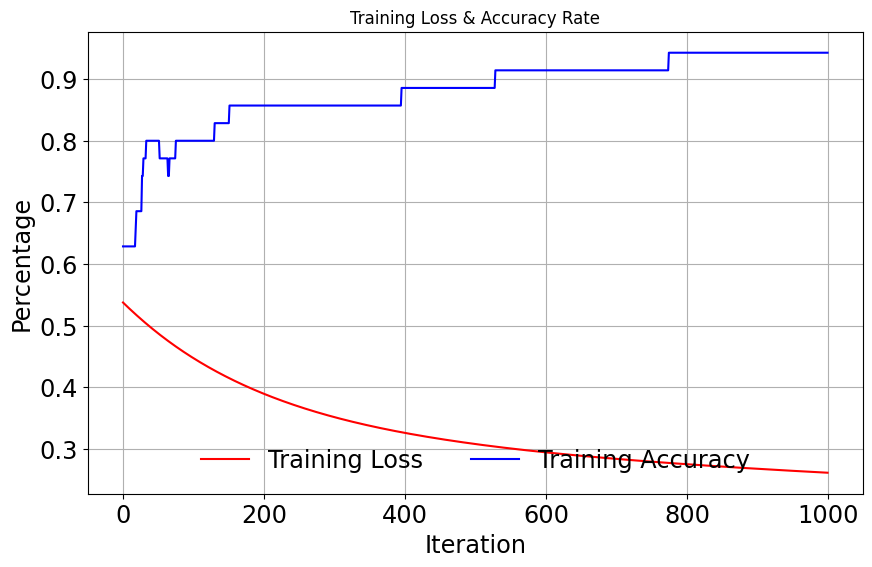 Training Loss & Accuracy Rate
Percentage
0.9
0.8
0.7
0.6
0.5
0.4
0.3
Training Loss Training Accuracy
0 200 400 600 800 1000
Iteration